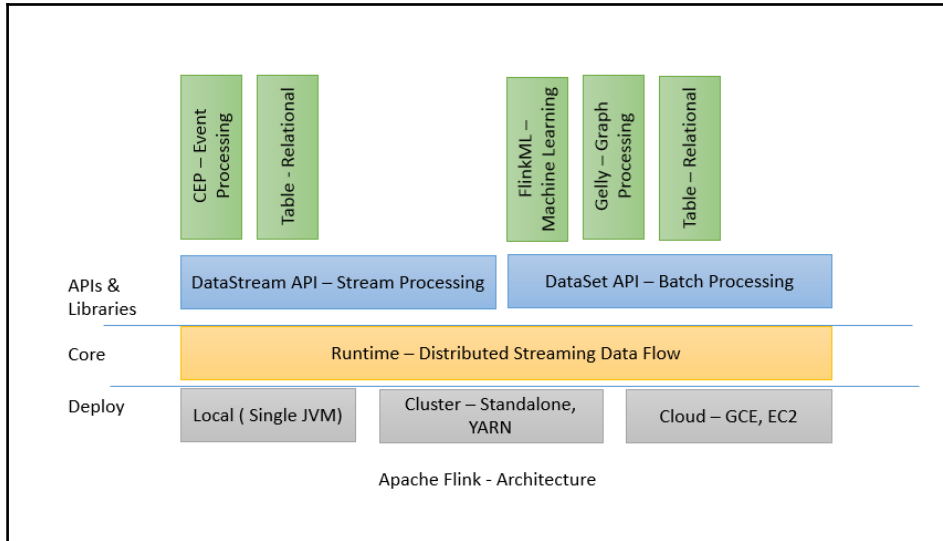 CEP – Event
Processing
Table - Relational
FlinkML –
Machine Learning
Gelly – Graph
Processing
Table – Relational
APIs &
Libraries
DataStream API – Stream Processing
DataSet API – Batch Processing
Core
Runtime – Distributed Streaming Data Flow
Deploy
Local ( Single JVM)
Cluster – Standalone,
YARN
Cloud – GCE, EC2
Apache Flink - Architecture